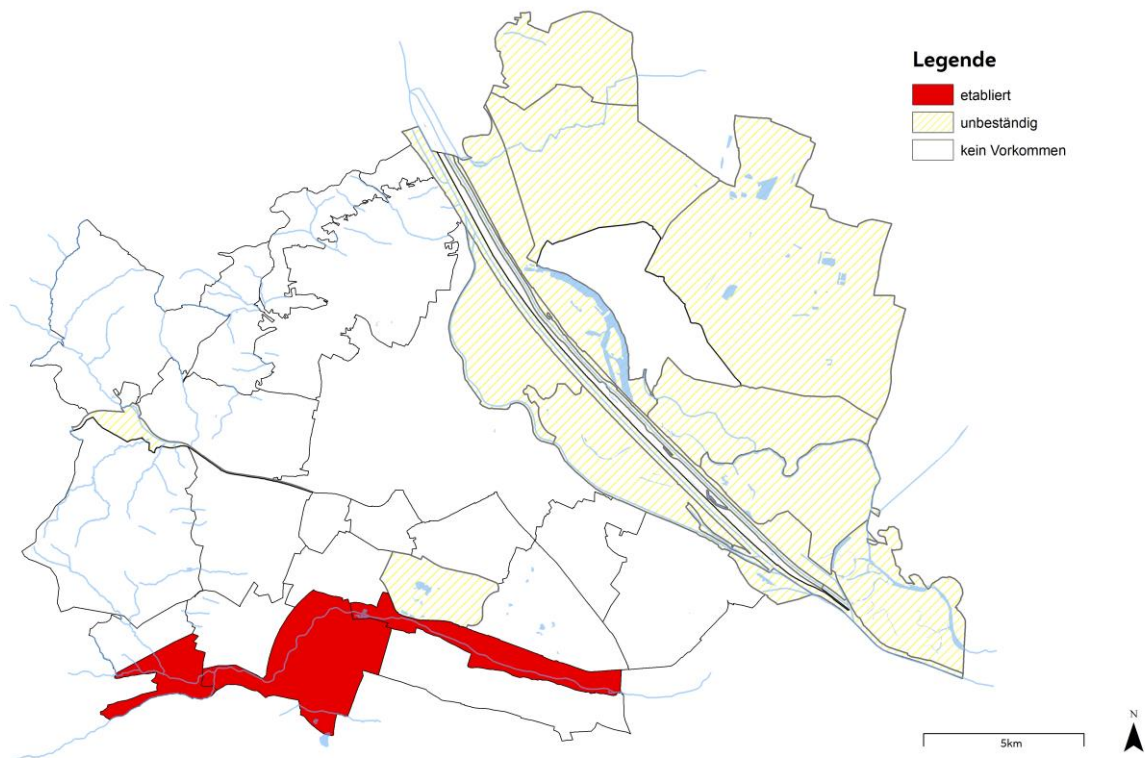 Legende
etabliert
unbeständig
kein Vorkommen
5km
N